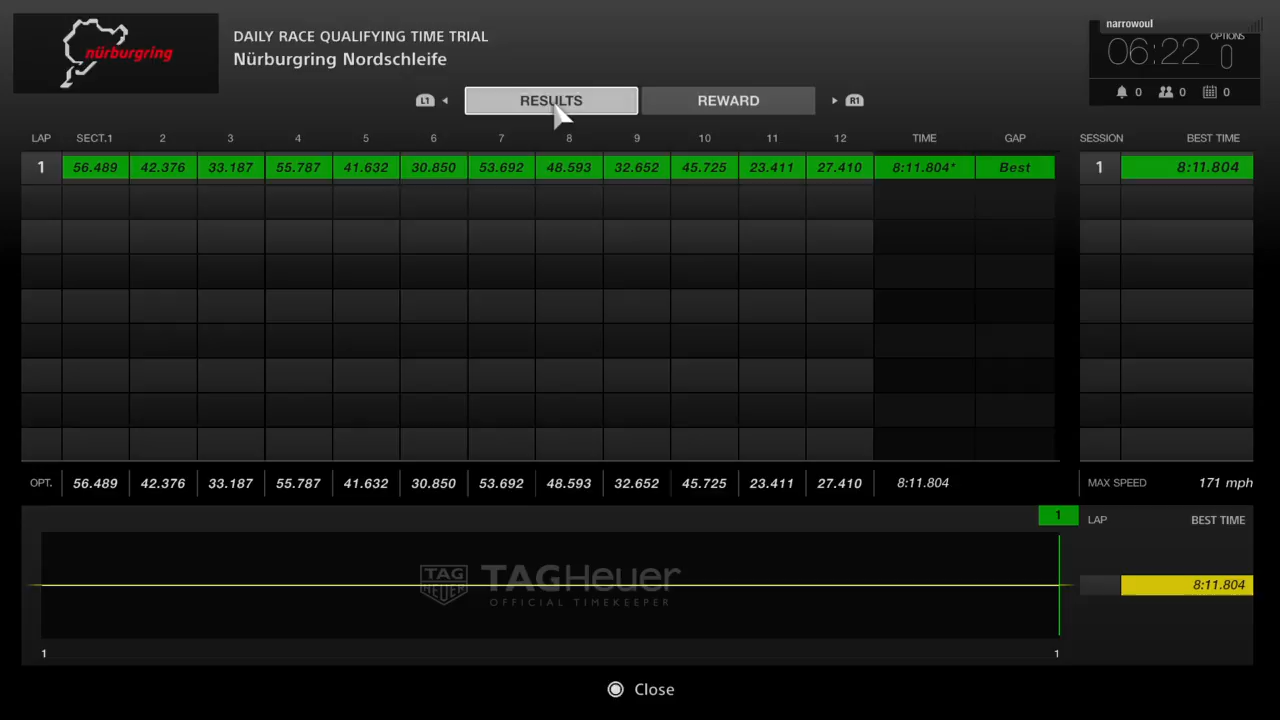 nürburgring
DAILY RACE QUALIFYING TIME TRIAL
Nürburgring Nordschleife
narrowoul
06:22
OPTIONS
0 0 0
L1 RESULTS REWARD R1
LAP SECT.1 2 3 4 5 6 7 8 9 10 11 12 TIME GAP SESSION BEST TIME
1 56.489 42.376 33.187 55.787 41.632 30.850 53.692 48.593 32.652 45.725 23.411 27.410 8:11.804* Best 1 8:11.804
OPT. 56.489 42.376 33.187 55.787 41.632 30.850 53.692 48.593 32.652 45.725 23.411 27.410 8:11.804 MAX SPEED 171 mph
1 LAP BEST TIME
TAG HEUER TAGHeuer
OFFICIAL TIMEKEEPER
8:11.804
1 1
Close